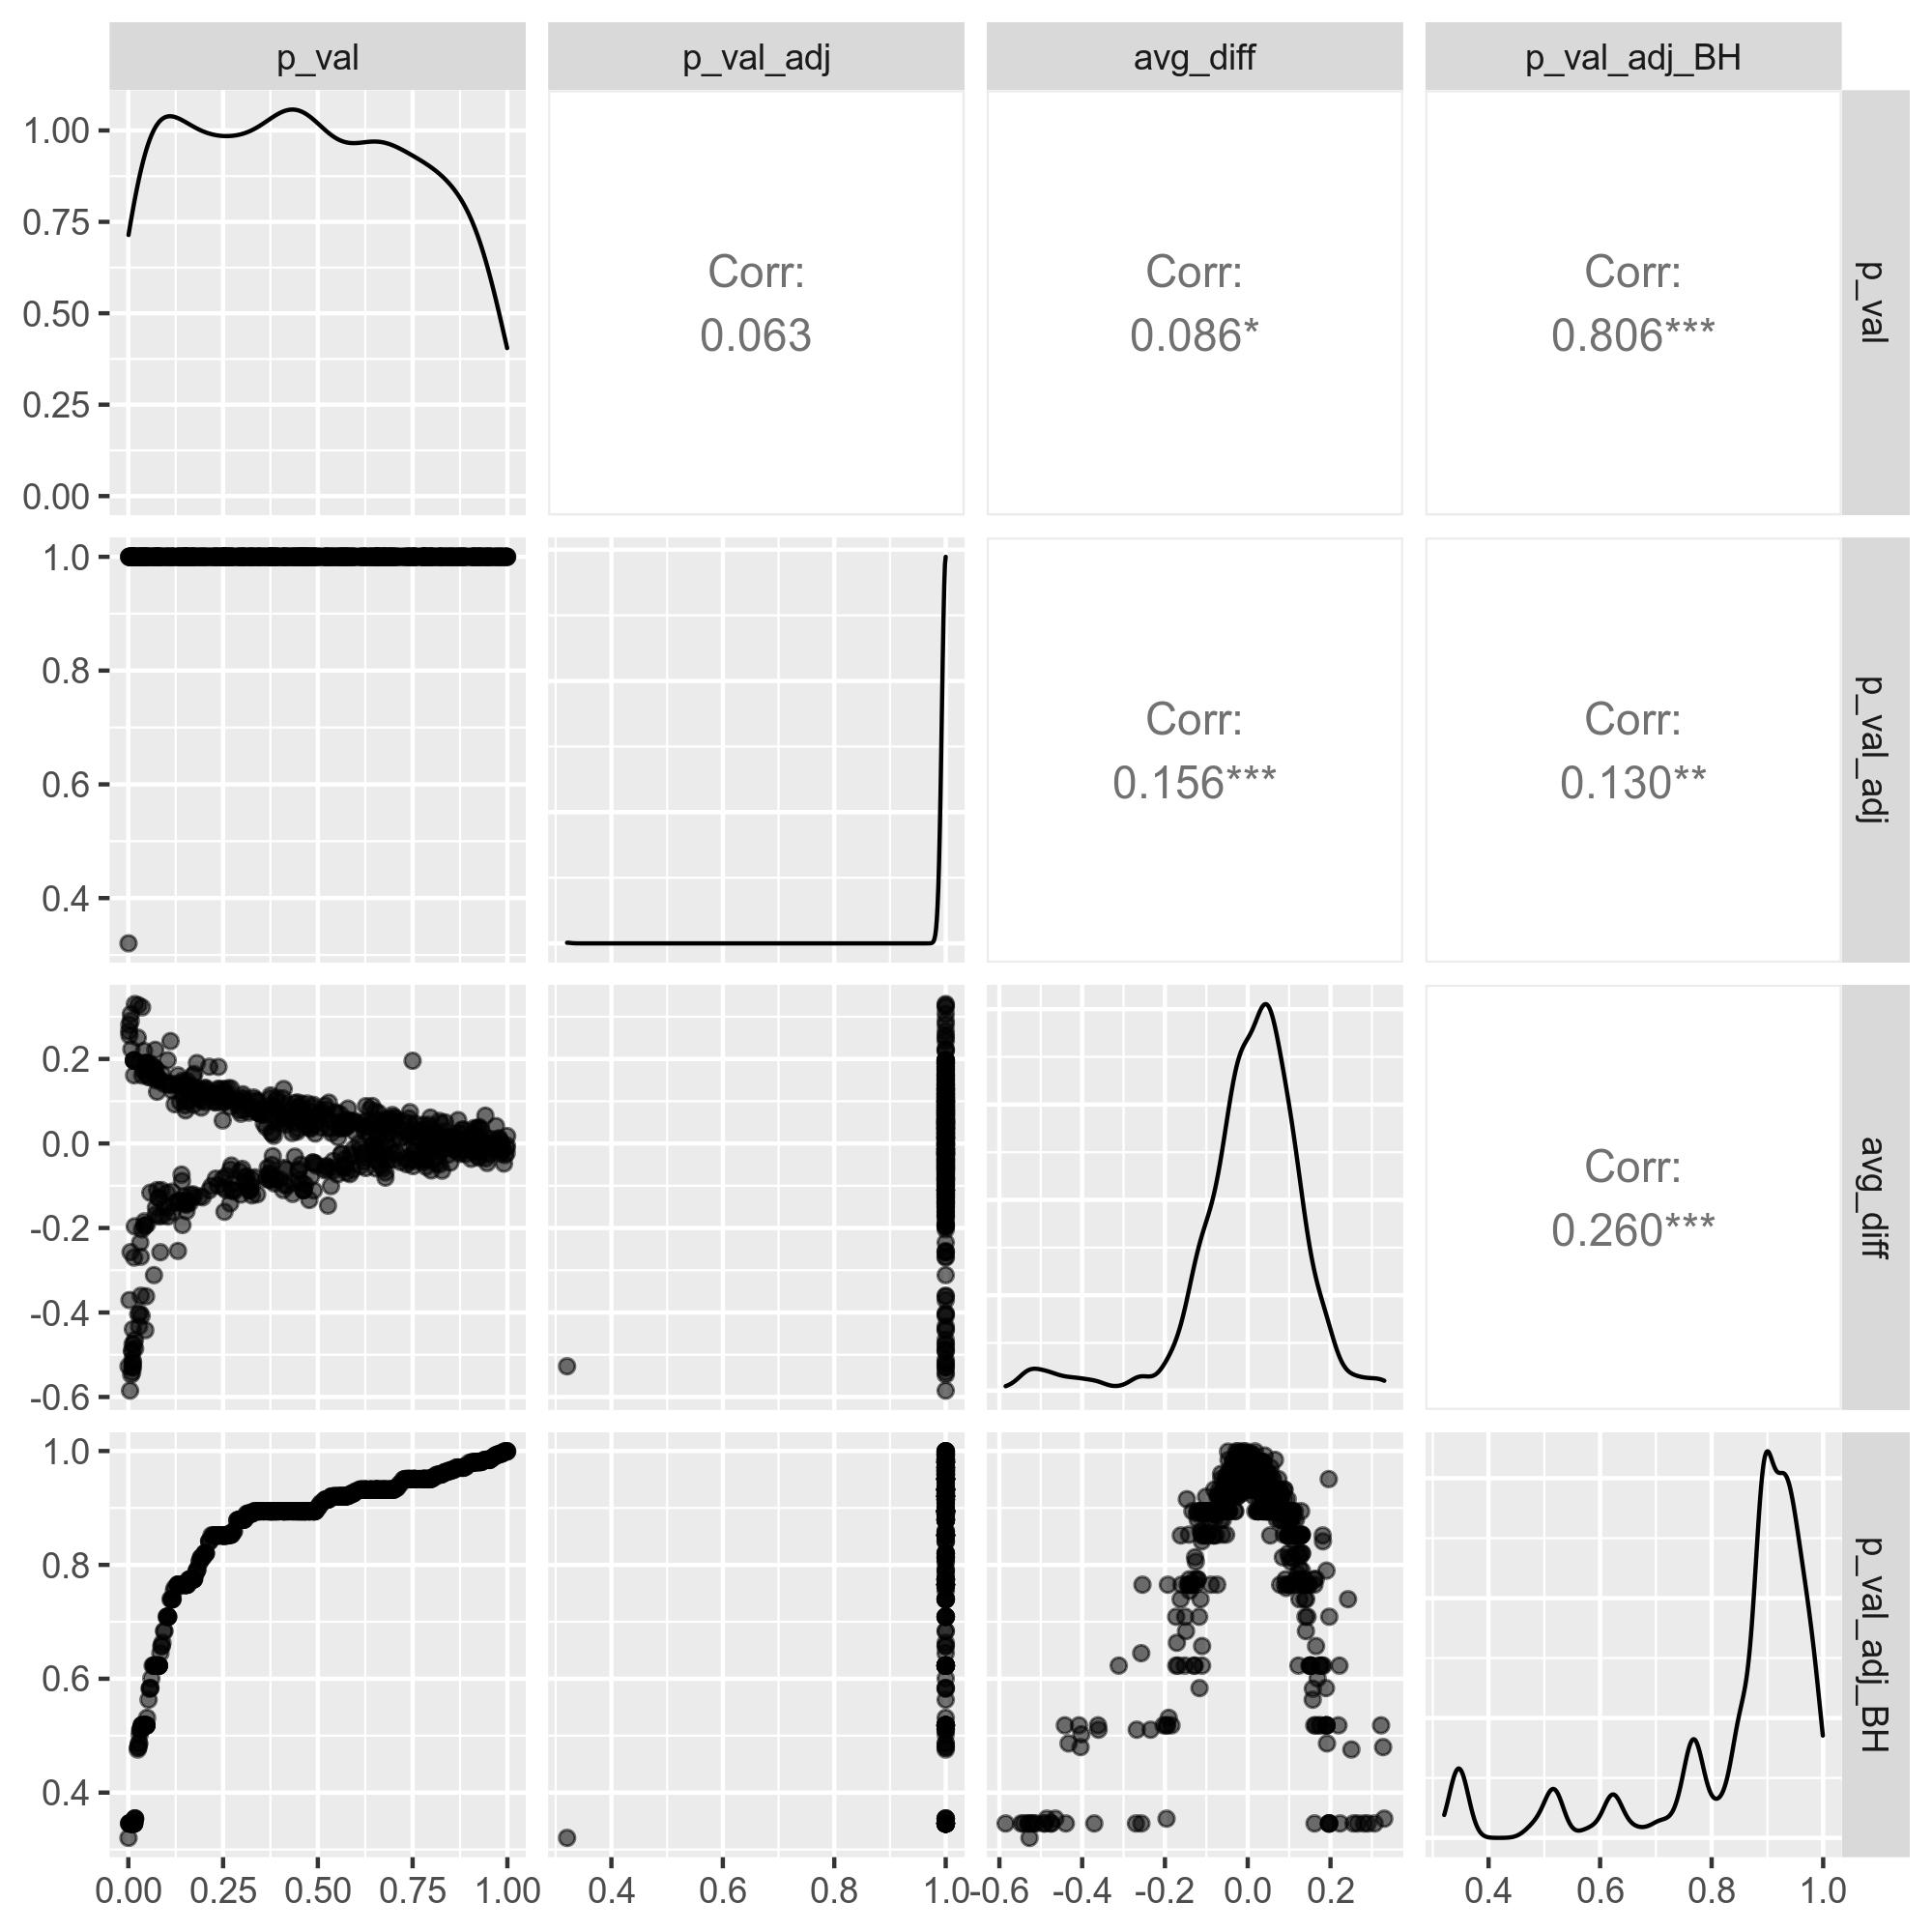 p_val
p_val_adj
avg_diff
p_val_adj_BH
1.00
0.75
0.50
0.25
0.00
Corr:
0.063
Corr:
0.086*
Corr:
0.806***
p_val
1.0
0.8
0.6
0.4
Corr:
0.156***
Corr:
0.130**
p_val_adj
0.2
0.0
-0.2
-0.4
-0.6
Corr:
0.260***
avg_diff
1.0
0.8
0.6
0.4
p_val_adj_BH
0.00 0.25 0.50 0.75 1.00
0.4 0.6 0.8 1.0
-0.6 -0.4 -0.2 0.0 0.2
0.4 0.6 0.8 1.0